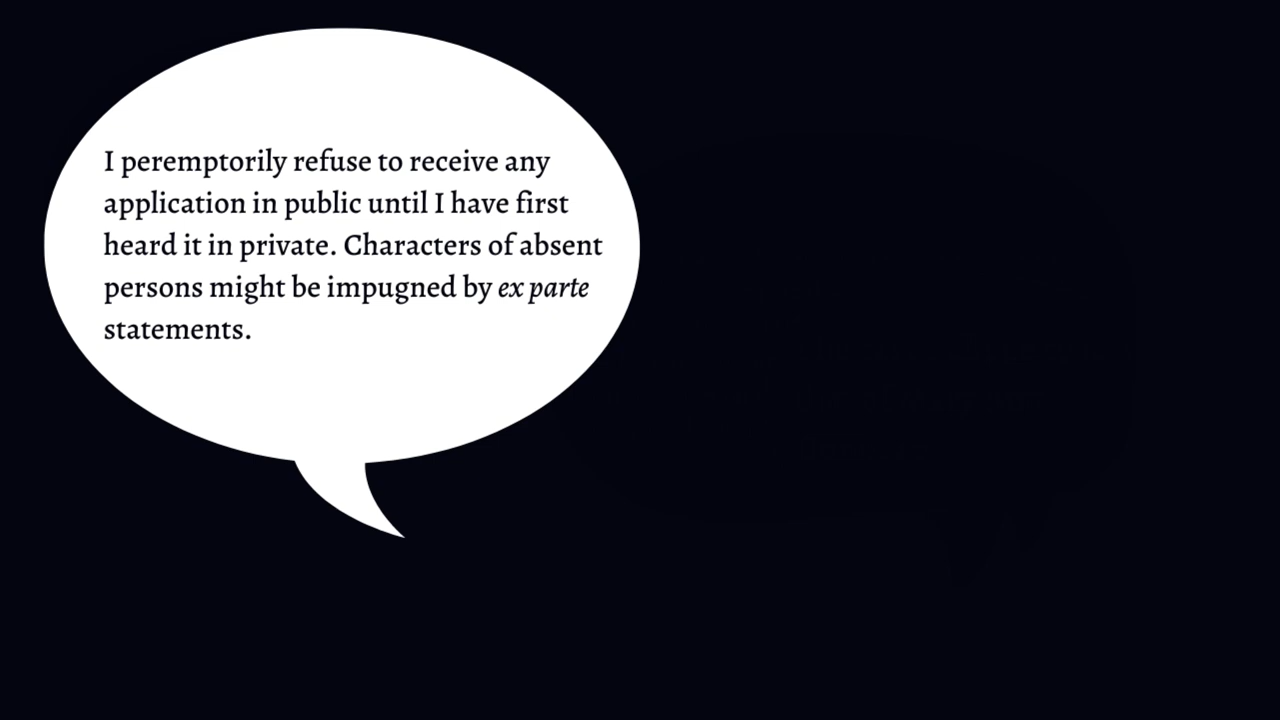 I peremptorily refuse to receive any
application in public until I have first
heard it in private. Characters of absent
persons might be impugned by ex parte
statements.